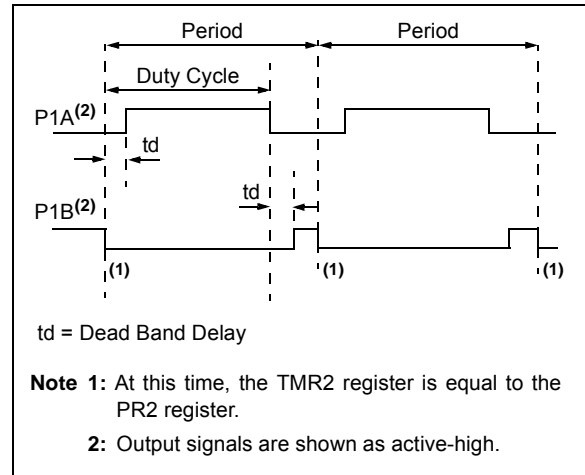 Period Period
Duty Cycle
P1A(2)
td
td
P1B(2)
(1) (1) (1)
td = Dead Band Delay
Note 1: At this time, the TMR2 register is equal to the
PR2 register.
2: Output signals are shown as active-high.